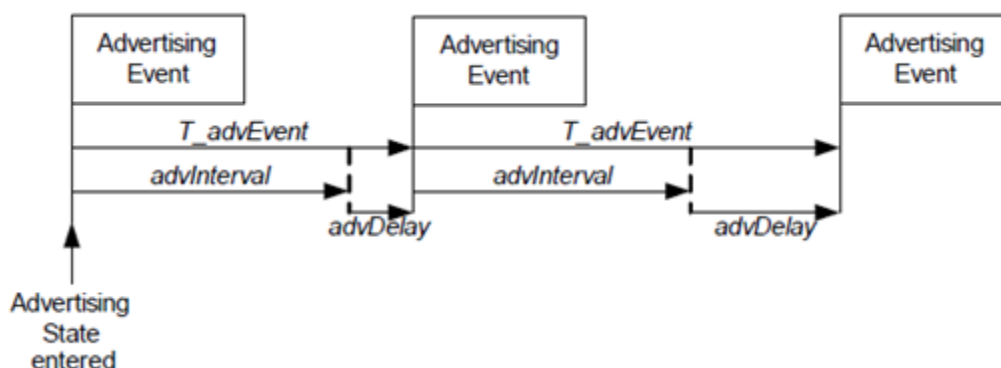 Advertising
Event
Advertising
Event
Advertising
Event
T_advEvent
T_advEvent
advInterval
advInterval
advDelay
advDelay
Advertising
State
entered